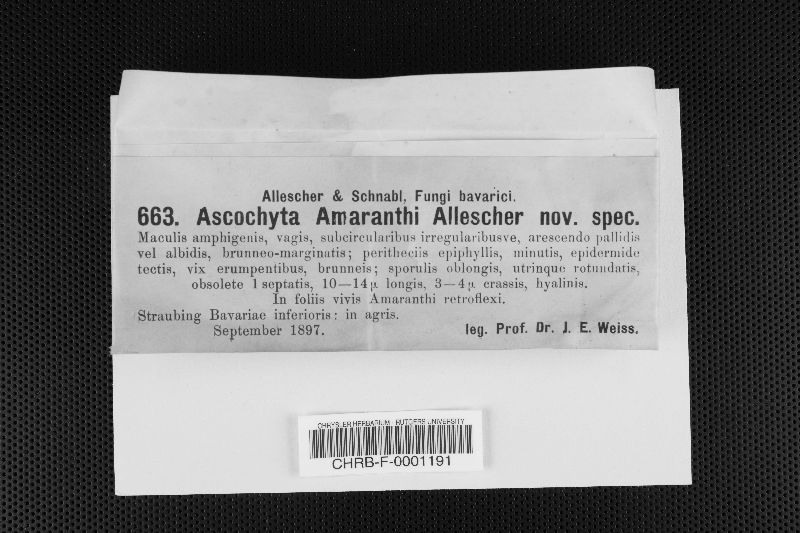 Allescher & Schnabl, Fungi bavarici.
663. Ascochyta Amaranthi Allescher nov. spec.
Maculis amphigenis, vagis, subcircularibus irregularibusve, arescendo pallidis
vel albidis, brunneo-marginatis; peritheciis epiphyllis, minutis, epidermide
tectis, vix erumpentibus, brunneis; sporulis oblongis, utrinque rotundatis,
obsolete 1 septatis, 10—14 µ longis, 3—4 µ crassis, hyalinis.
In foliis vivis Amaranthi retroflexi.
Straubing Bavariae inferioris: in agris.
September 1897. leg. Prof. Dr. J. E. Weiss.
CHRYSLER HERBARIUM - RUTGERS UNIVERSITY
CHRB-F-0001191